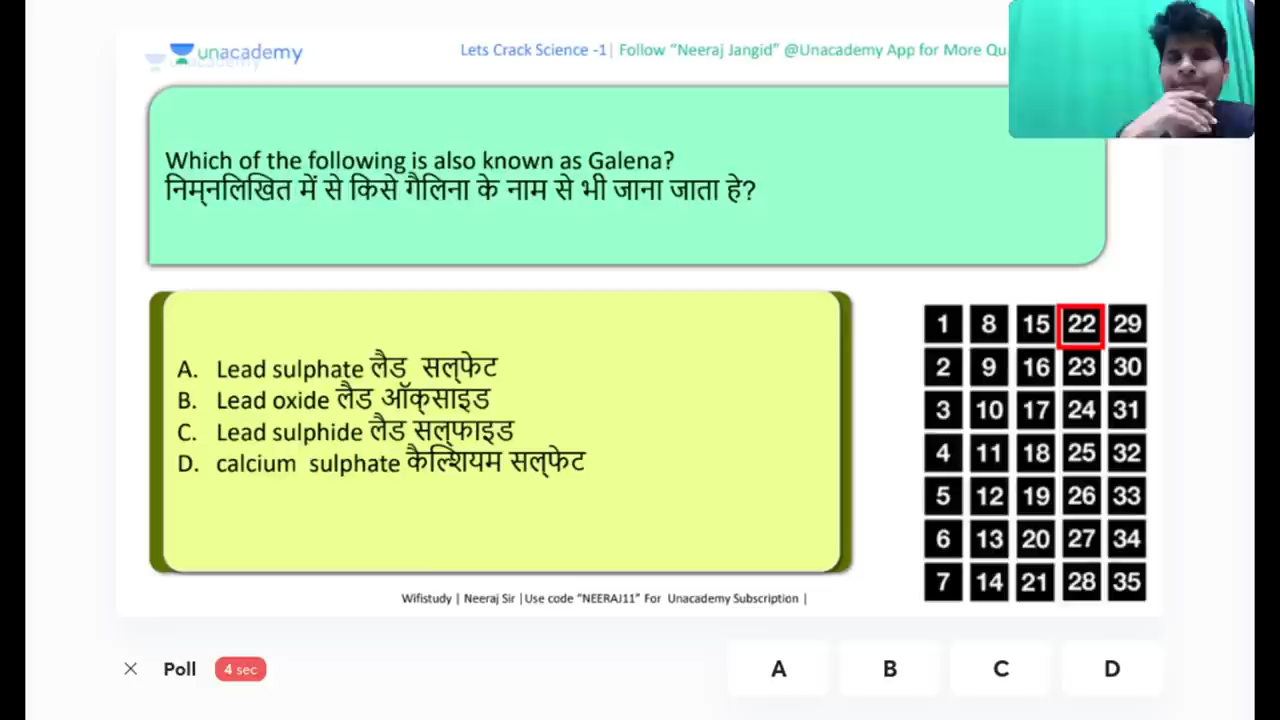 unacademy
Lets Crack Science -1| Follow “Neeraj Jangid” @Unacademy App for More Qu
Which of the following is also known as Galena?
निम्नलिखित में से किसे गैलिना के नाम से भी जाना जाता हे?
A. Lead sulphate लैड सल्फेट
B. Lead oxide लैड ऑक्साइड
C. Lead sulphide लैड सल्फाइड
D. calcium sulphate कैल्शियम सल्फेट
1 8 15 22 29
2 9 16 23 30
3 10 17 24 31
4 11 18 25 32
5 12 19 26 33
6 13 20 27 34
7 14 21 28 35
Wifistudy | Neeraj Sir |Use code “NEERAJ11” For Unacademy Subscription |
Poll 4 sec A B C D